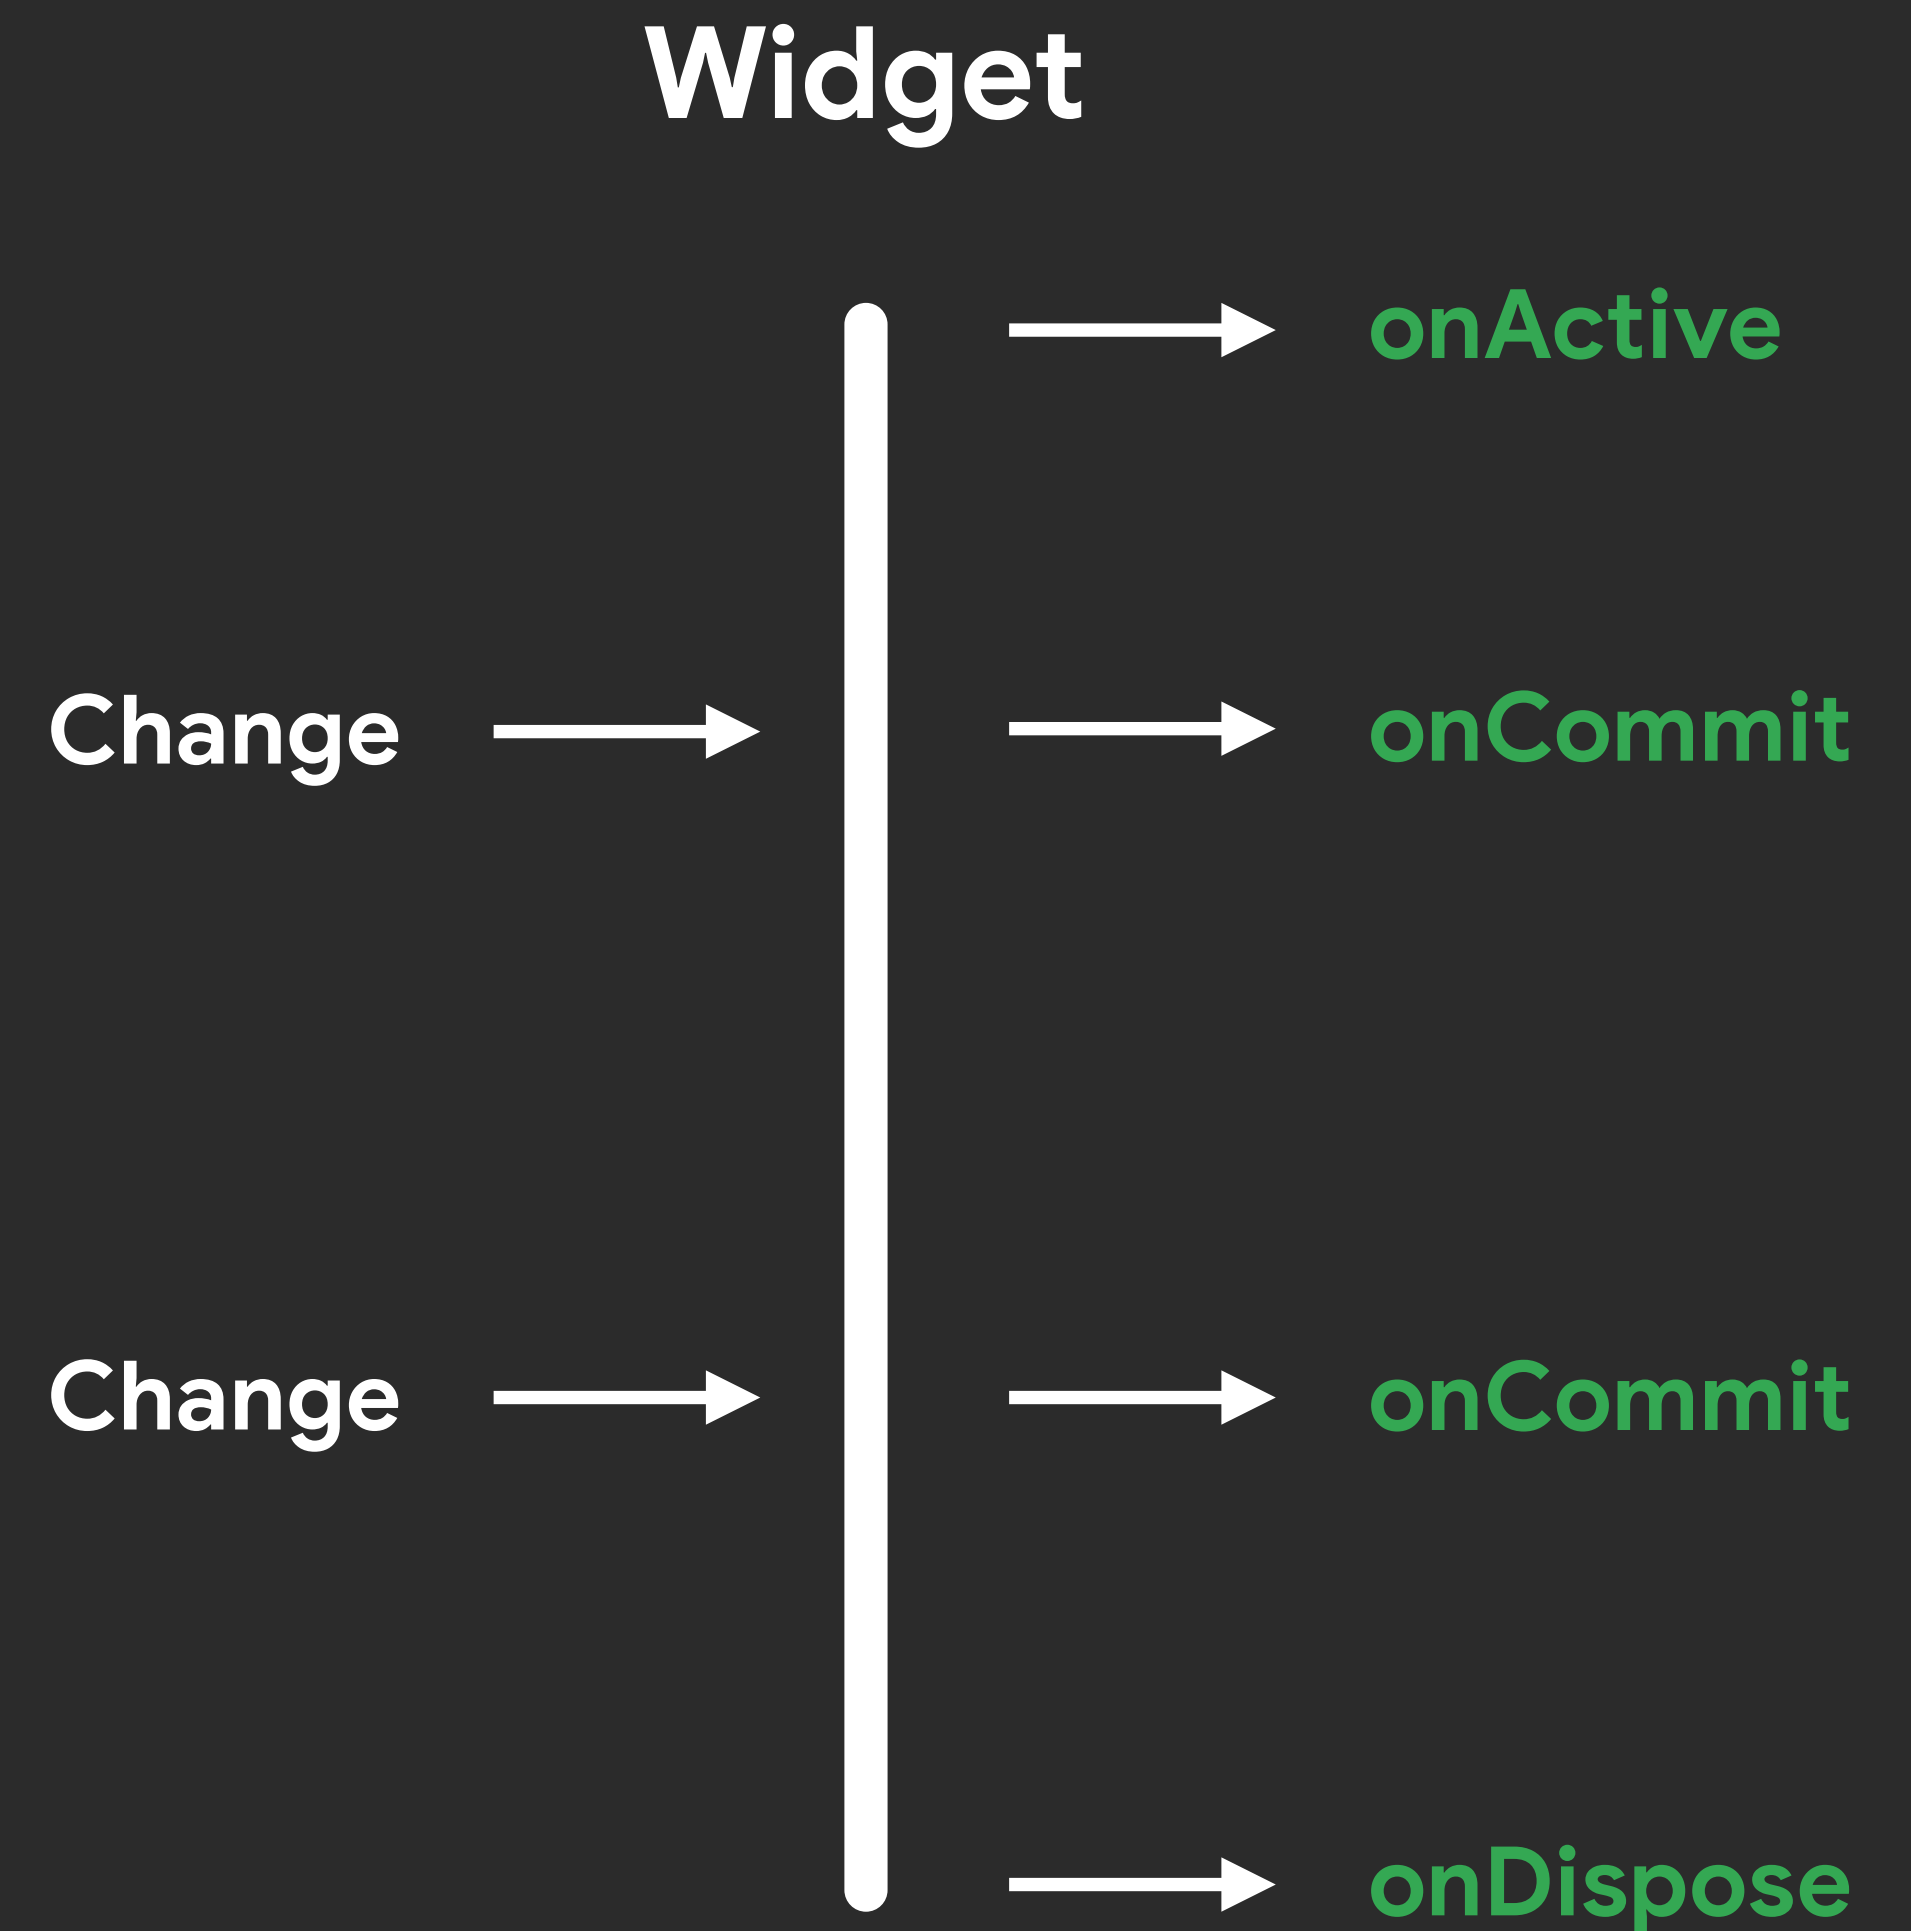 Widget
onActive
Change
onCommit
Change
onCommit
onDispose